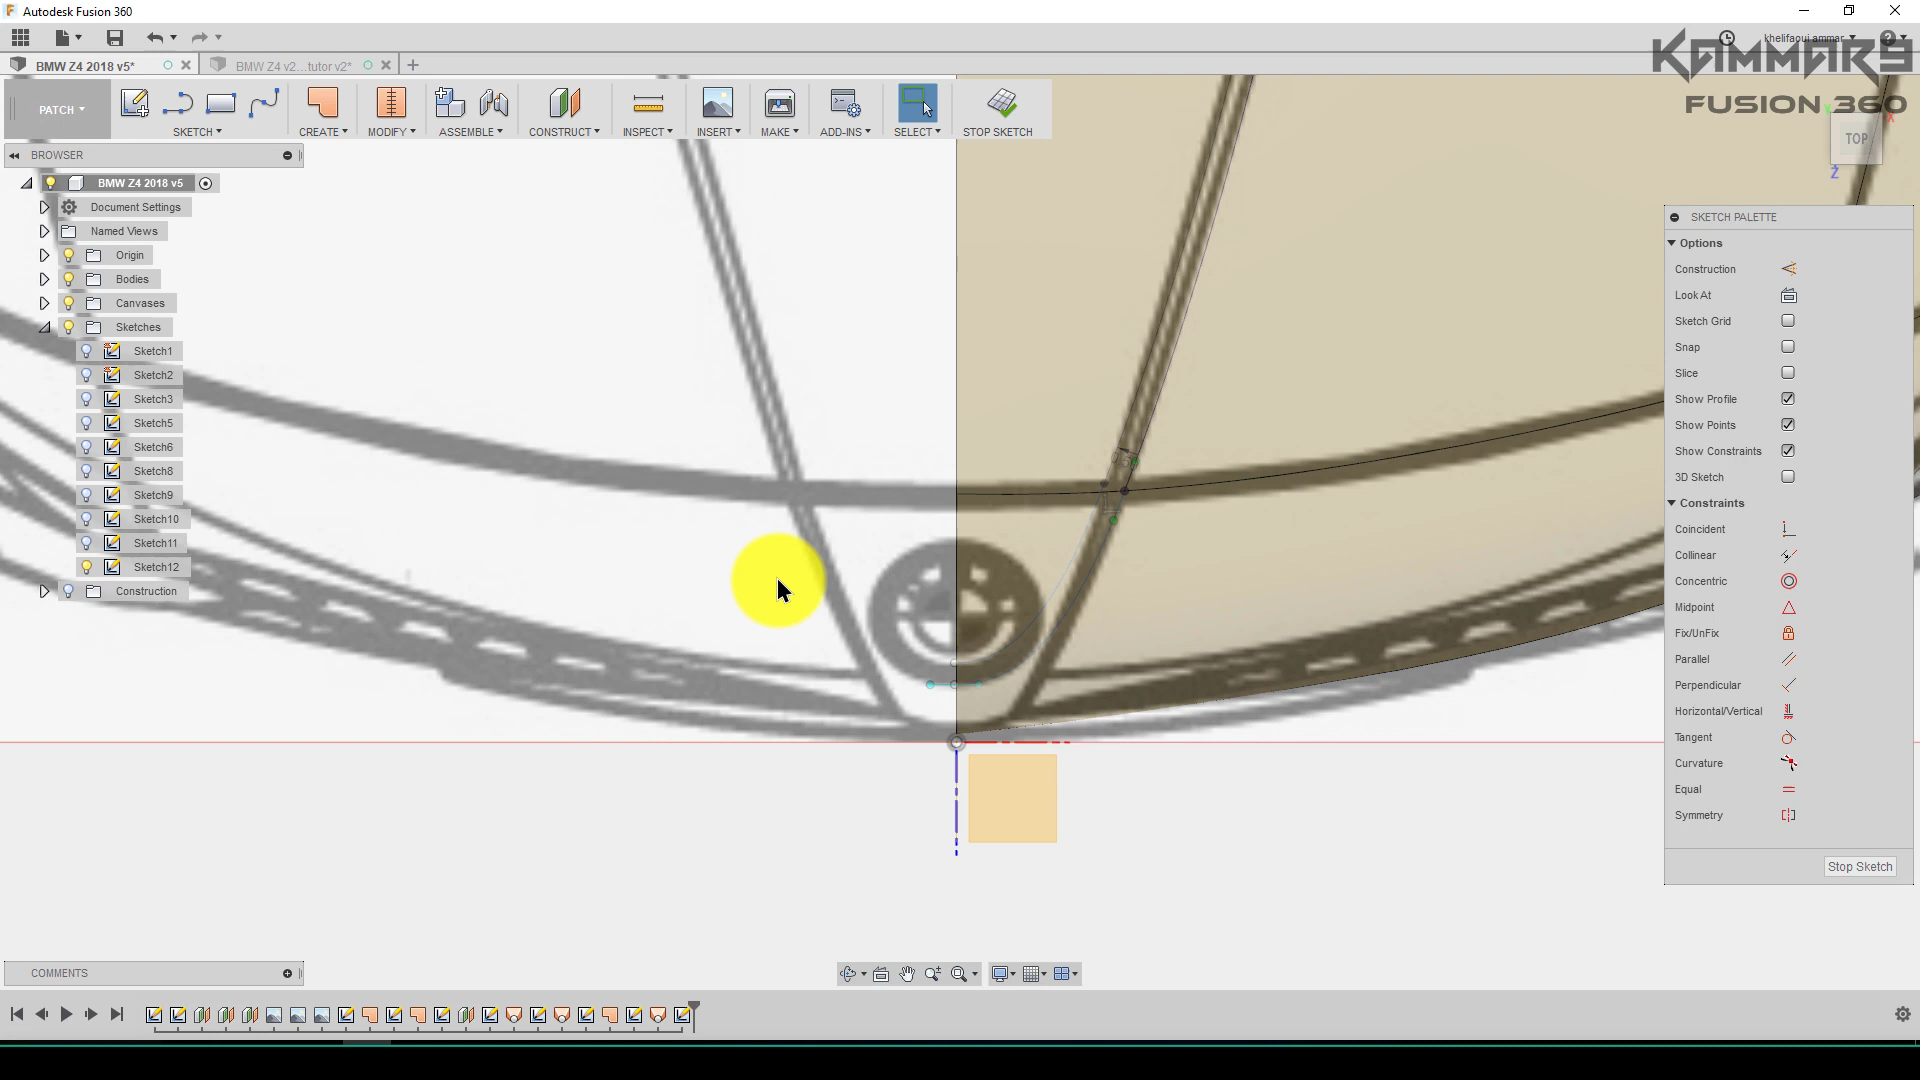 Autodesk Fusion 360
BMW Z4 2018 v5*
BMW Z4 v2...tutor v2*
khelifaoui ammar
KAMMAR9
FUSION 360
PATCH
SKETCH
CREATE
MODIFY
ASSEMBLE
CONSTRUCT
INSPECT
INSERT
MAKE
ADD-INS
SELECT
STOP SKETCH
TOP
X
Z
BROWSER
BMW Z4 2018 v5
Document Settings
Named Views
Origin
Bodies
Canvases
Sketches
Sketch1
Sketch2
Sketch3
Sketch5
Sketch6
Sketch8
Sketch9
Sketch10
Sketch11
Sketch12
Construction
SKETCH PALETTE
Options
Construction
Look At
Sketch Grid
Snap
Slice
Show Profile
Show Points
Show Constraints
3D Sketch
Constraints
Coincident
Collinear
Concentric
Midpoint
Fix/UnFix
Parallel
Perpendicular
Horizontal/Vertical
Tangent
Curvature
Equal
Symmetry
Stop Sketch
COMMENTS